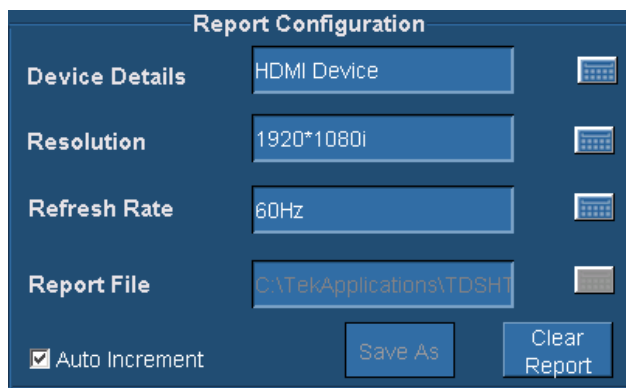 Report Configuration
Device Details HDMI Device
Resolution 1920*1080i
Refresh Rate 60Hz
Report File C:\TekApplications\TDSHT
Auto Increment Save As Clear Report